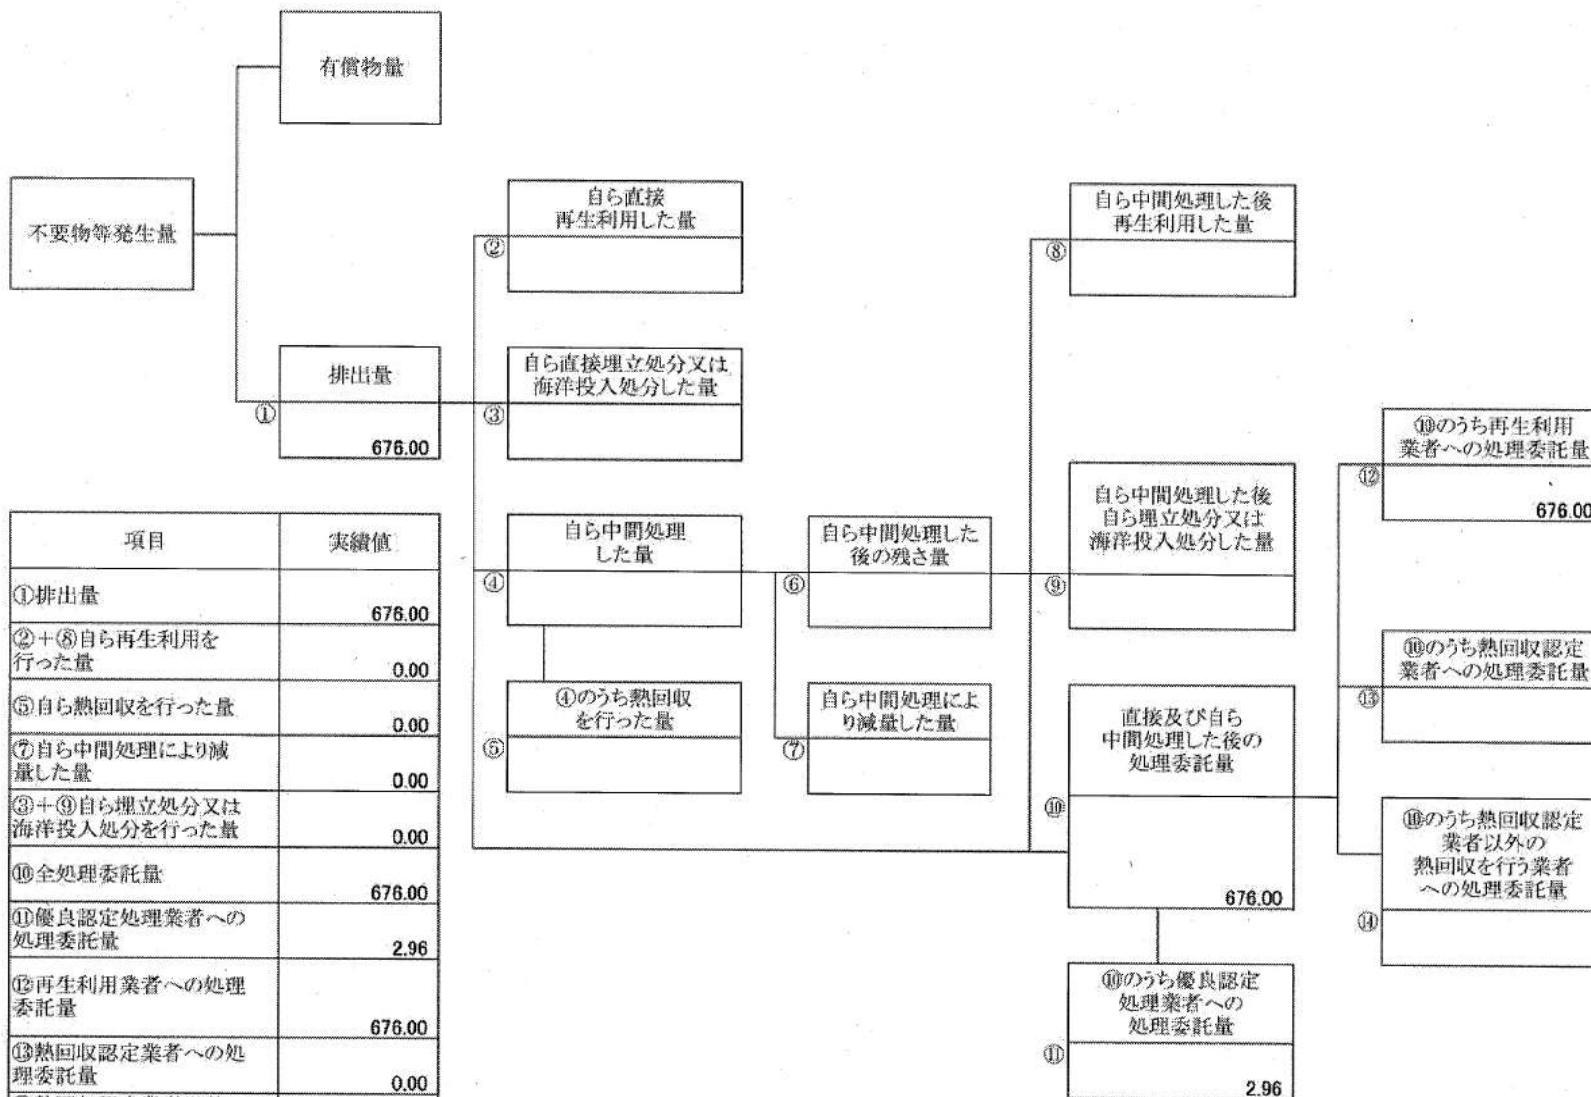 有償物量
不要物等発生量
排出量
①
676.00
自ら直接
再生利用した量
②
自ら直接埋立処分又は
海洋投入処分した量
③
自ら中間処理
した量
④
④のうち熱回収
を行った量
⑤
自ら中間処理した
後の残さ量
⑥
自ら中間処理によ
り減量した量
⑦
自ら中間処理した後
再生利用した量
⑧
自ら中間処理した後
自ら埋立処分又は
海洋投入処分した量
⑨
直接及び自ら
中間処理した後の
処理委託量
⑩
676.00
⑩のうち優良認定
処理業者への
処理委託量
⑪
2.96
⑩のうち再生利用
業者への処理委託量
⑫
676.00
⑩のうち熱回収認定
業者への処理委託量
⑬
⑩のうち熱回収認定
業者以外の
熱回収を行う業者
への処理委託量
⑭
項目 実績値
①排出量 676.00
②+⑧自ら再生利用を
行った量 0.00
⑤自ら熱回収を行った量 0.00
⑦自ら中間処理により減
量した量 0.00
③+⑨自ら埋立処分又は
海洋投入処分を行った量 0.00
⑩全処理委託量 676.00
⑪優良認定処理業者への
処理委託量 2.96
⑫再生利用業者への処理
委託量 676.00
⑬熱回収認定業者への処
理委託量 0.00